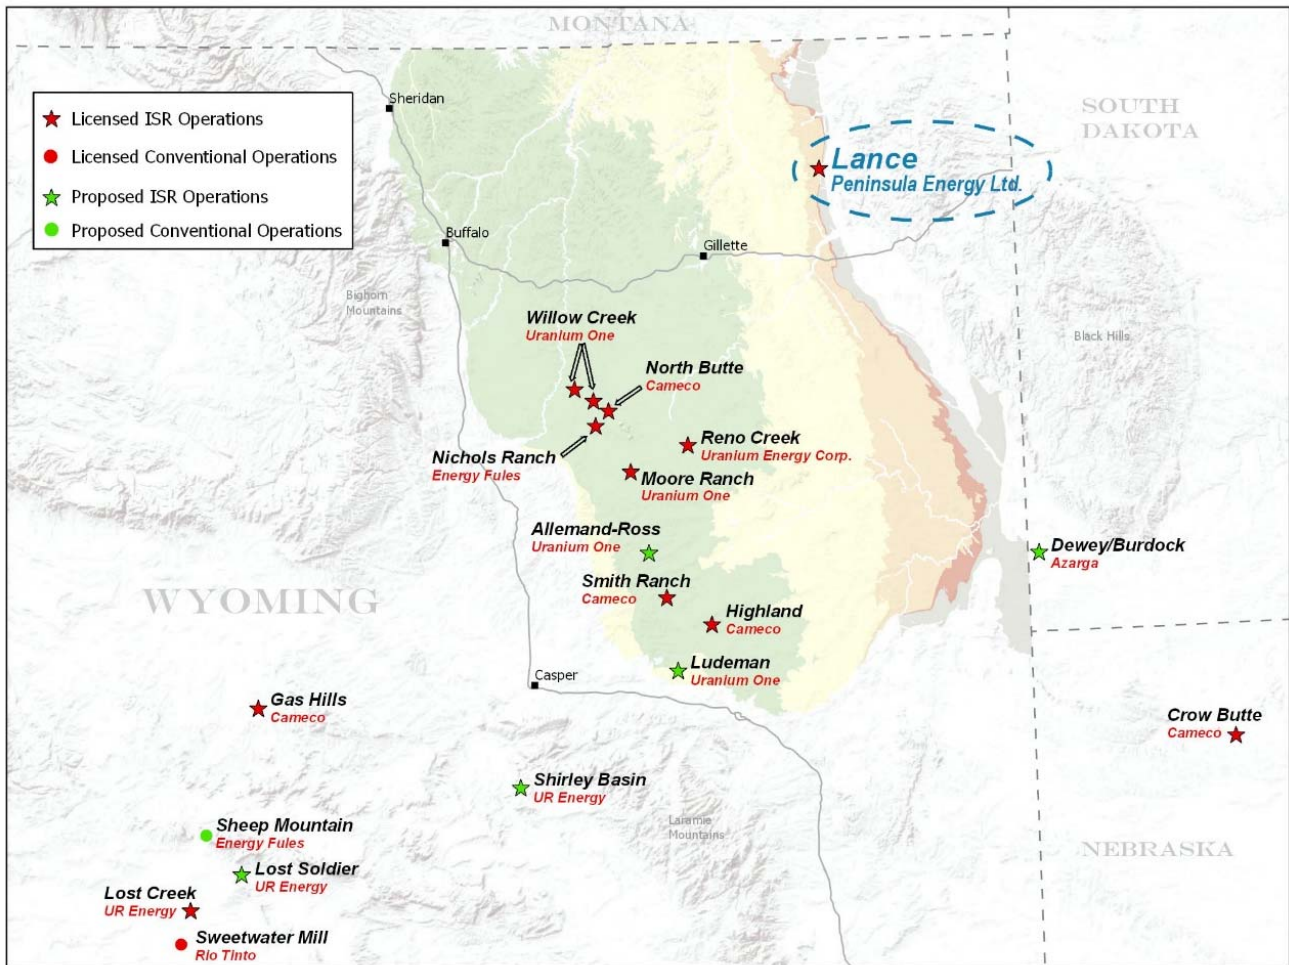 MONTANA
Sheridan
SOUTH
DAKOTA
Licensed ISR Operations
Licensed Conventional Operations
Proposed ISR Operations
Proposed Conventional Operations
Lance
Peninsula Energy Ltd.
Buffalo
Gillette
Bighorn
Mountains
Willow Creek
Uranium One
Black Hills
North Butte
Cameco
Reno Creek
Uranium Energy Corp.
Nichols Ranch
Energy Fules
Moore Ranch
Uranium One
Allemand-Ross
Uranium One
Dewey/Burdock
Azarga
Smith Ranch
Cameco
WYOMING
Highland
Cameco
Ludeman
Uranium One
Casper
Gas Hills
Cameco
Crow Butte
Cameco
Shirley Basin
UR Energy
Laramie
Mountains
Sheep Mountain
Energy Fules
NEBRASKA
Lost Soldier
UR Energy
Lost Creek
UR Energy
Sweetwater Mill
Rio Tinto